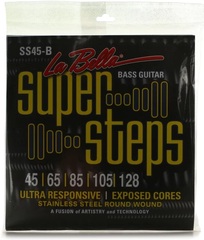 SS45-B
La Bella
BASS GUITAR
super
steps
45 | 65 | 85 | 105 | 128
ULTRA RESPONSIVE | EXPOSED CORES
STAINLESS STEEL ROUND WOUND
A FUSION of ARTISTRY and TECHNOLOGY